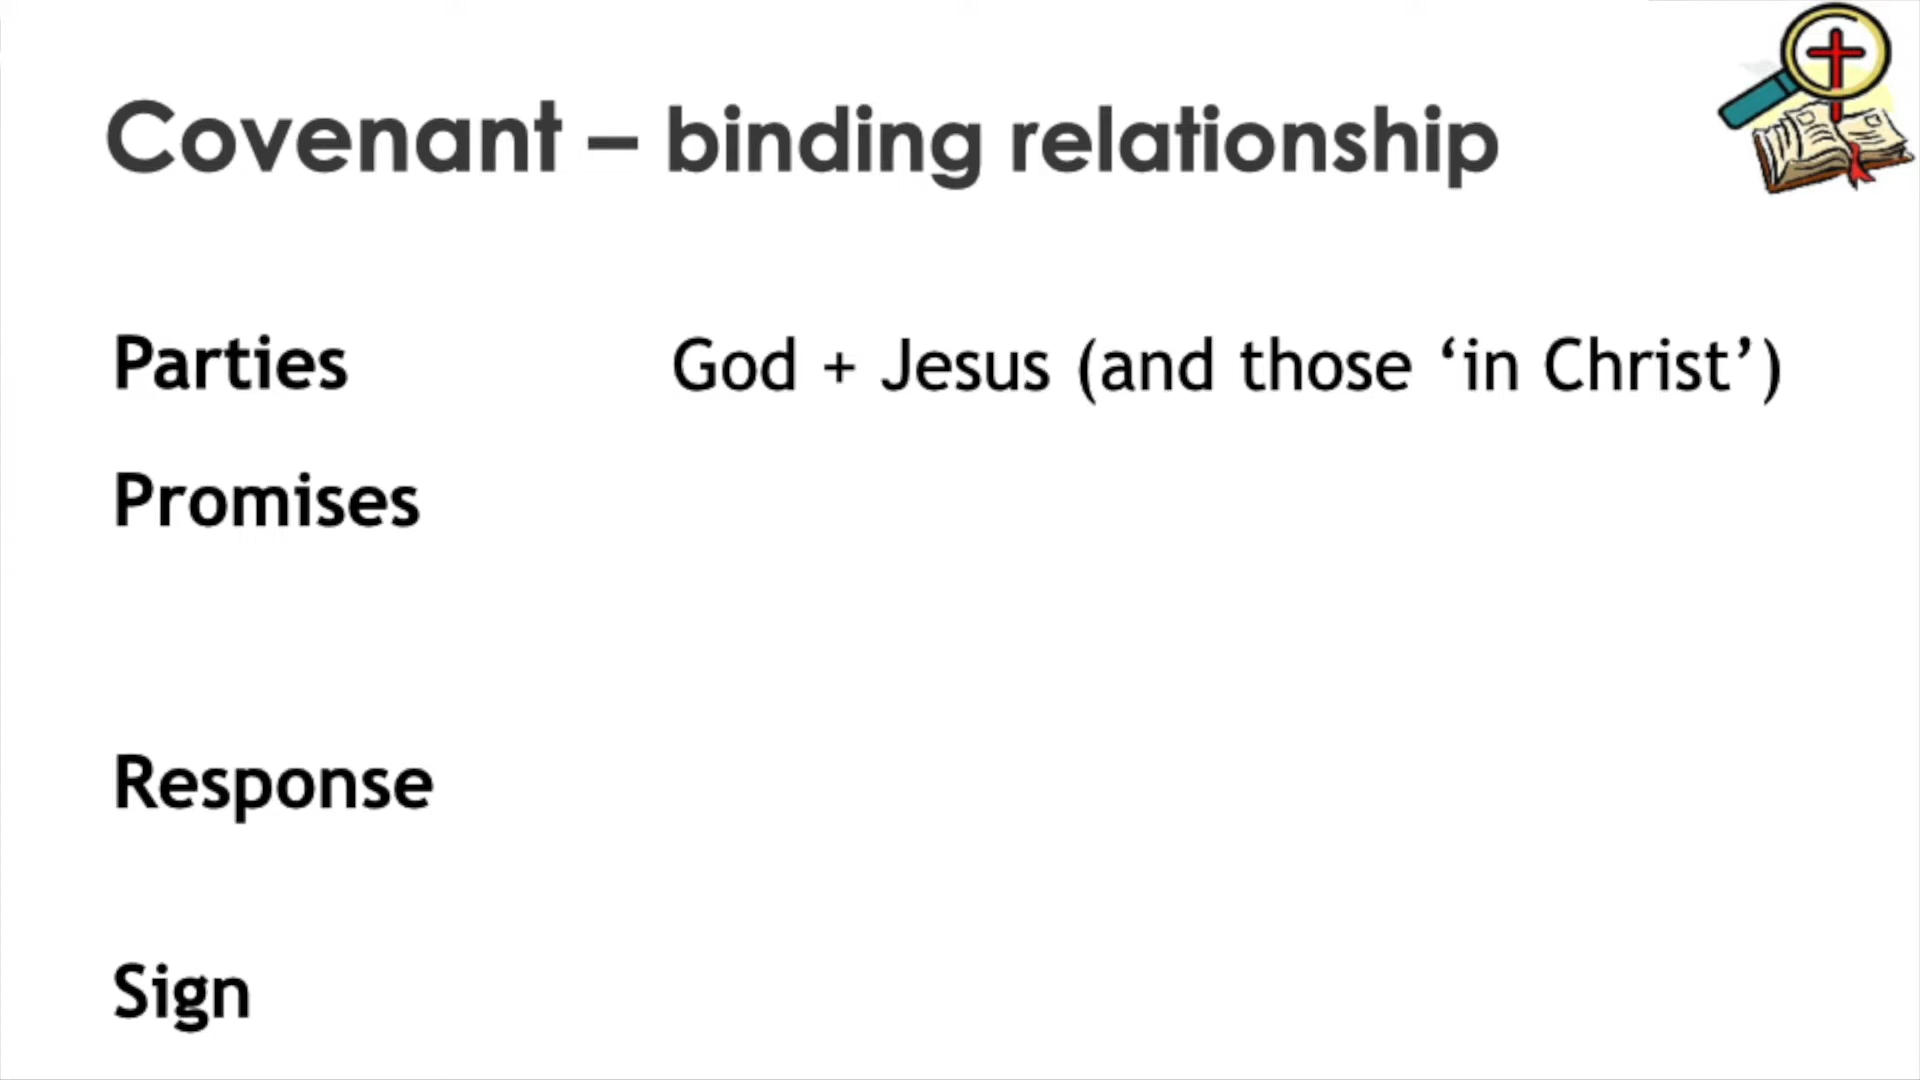 Covenant – binding relationship
Parties God + Jesus (and those ‘in Christ’)
Promises
Response
Sign